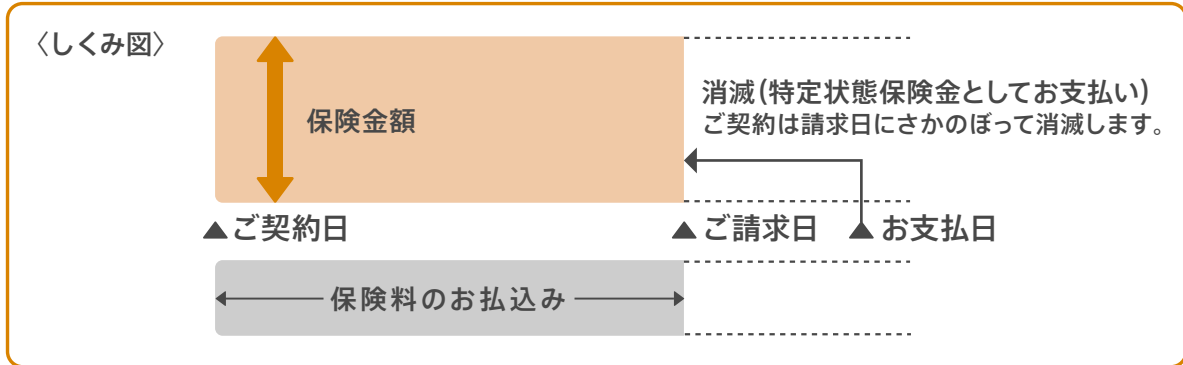 〈しくみ図〉
保険金額
消滅(特定状態保険金としてお支払い)
ご契約は請求日にさかのぼって消滅します。
▲ご契約日
▲ご請求日
▲お支払日
保険料のお払込み